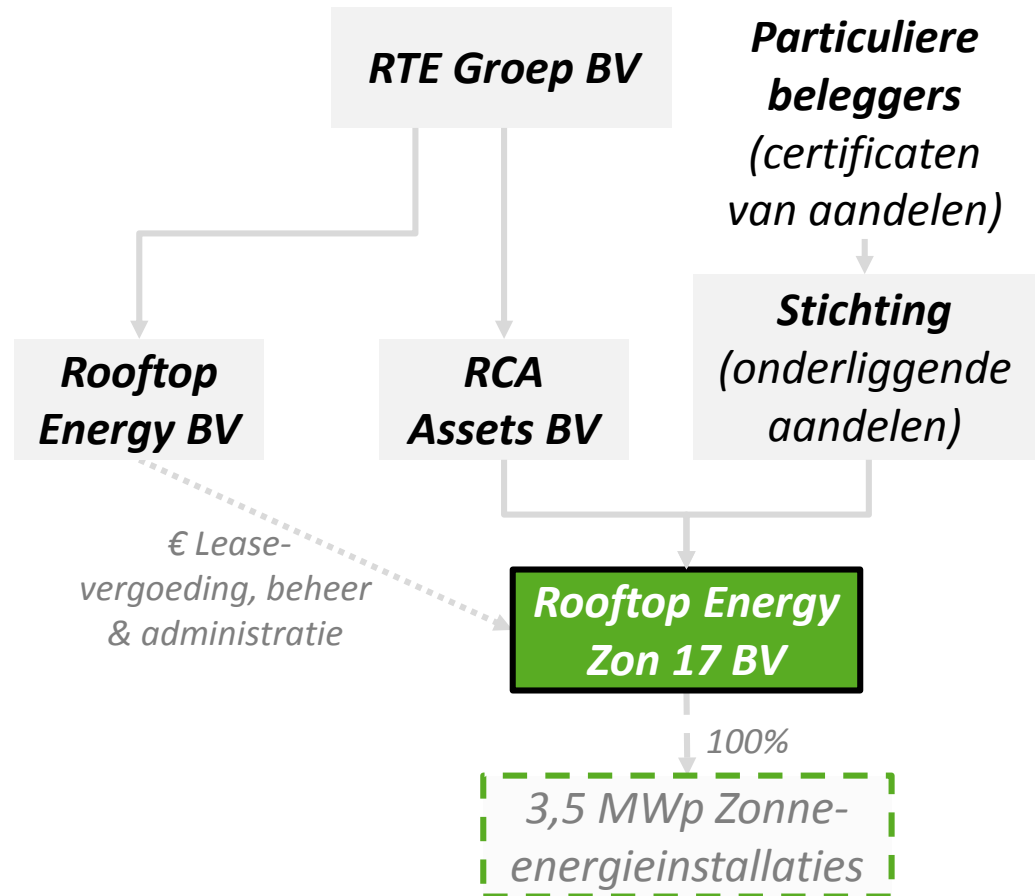 RTE Groep BV
Particuliere
beleggers
(certificaten
van aandelen)
Rooftop
Energy BV
RCA
Assets BV
Stichting
(onderliggende
aandelen)
€ Lease-
vergoeding, beheer
& administratie
Rooftop Energy
Zon 17 BV
100%
3,5 MWp Zonne-
energieinstallaties